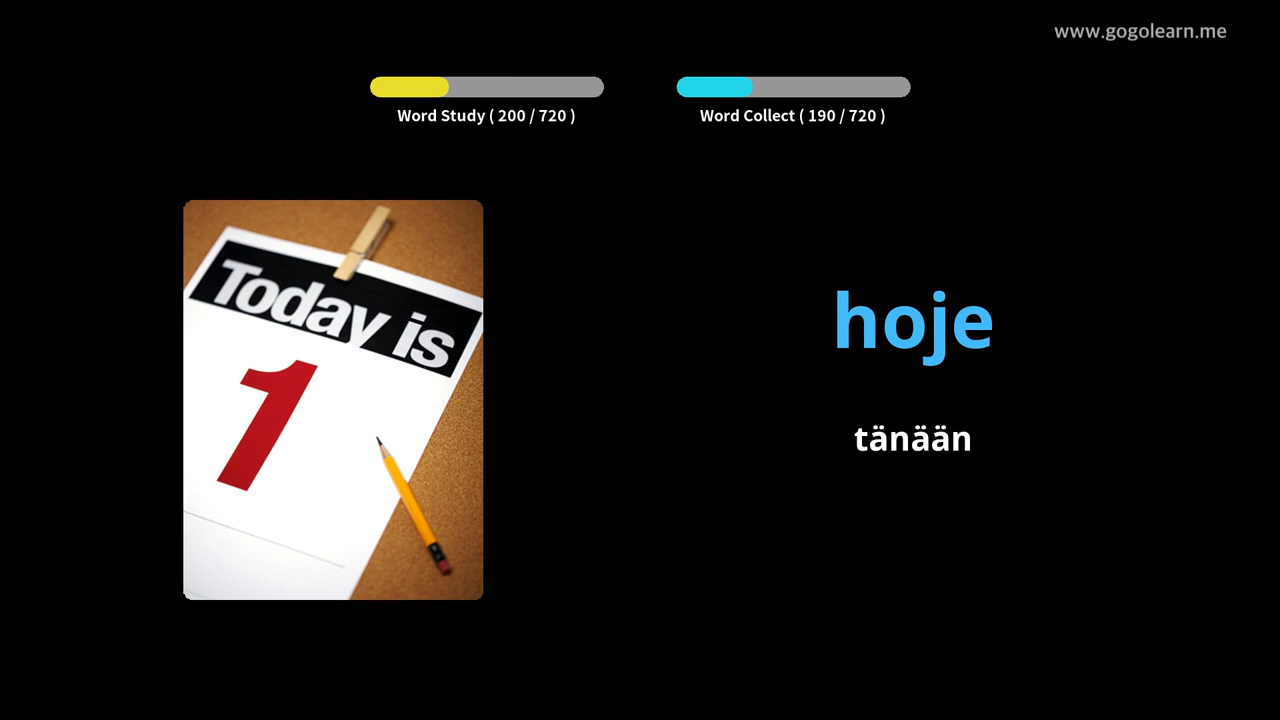 www.gogolearn.me
Word Study ( 200 / 720 )
Word Collect ( 190 / 720 )
Today is
1
hoje
tänään